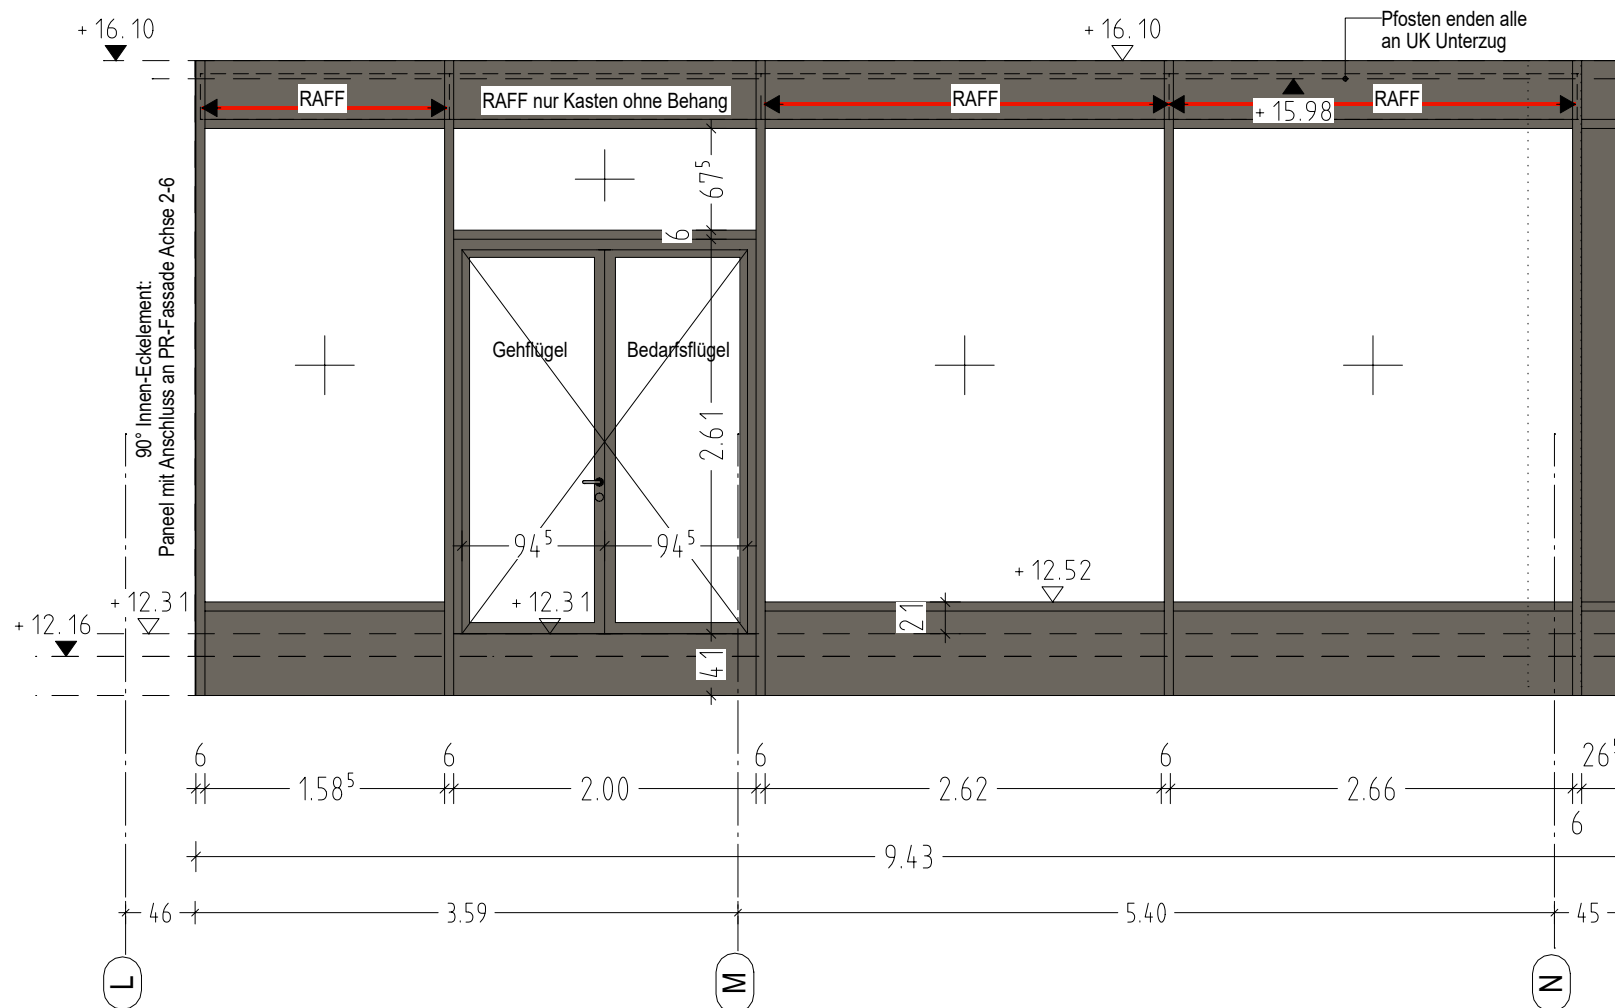 + 16.10
+ 16.10
Pfosten enden alle
an UK Unterzug
RAFF
RAFF nur Kasten ohne Behang
RAFF
+ 15.98
RAFF
67⁵
6
90° Innen-Eckelement:
Paneel mit Anschluss an PR-Fassade Achse 2-6
Gehflügel
Bedarfsflügel
2.61
94⁵
94⁵
+ 12.52
+ 12.31
+ 12.31
21
+ 12.16
41
6
6
6
6
26⁵
1.58⁵
2.00
2.62
2.66
6
9.43
46
3.59
5.40
45
L
M
N